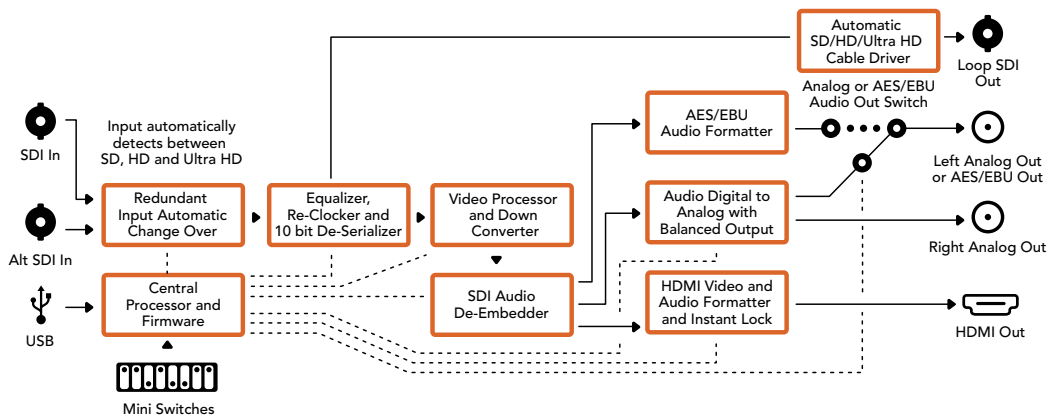 Automatic
SD/HD/Ultra HD
Cable Driver
Loop SDI
Out
Analog or AES/EBU
Audio Out Switch
SDI In
Input automatically
detects between
SD, HD and Ultra HD
AES/EBU
Audio Formatter
Left Analog Out
or AES/EBU Out
Alt SDI In
Redundant
Input Automatic
Change Over
Equalizer,
Re-Clocker and
10 bit De-Serializer
Video Processor
and Down
Converter
Audio Digital to
Analog with
Balanced Output
Right Analog Out
USB
Central
Processor and
Firmware
SDI Audio
De-Embedder
HDMI Video and
Audio Formatter
and Instant Lock
HDMI Out
Mini Switches